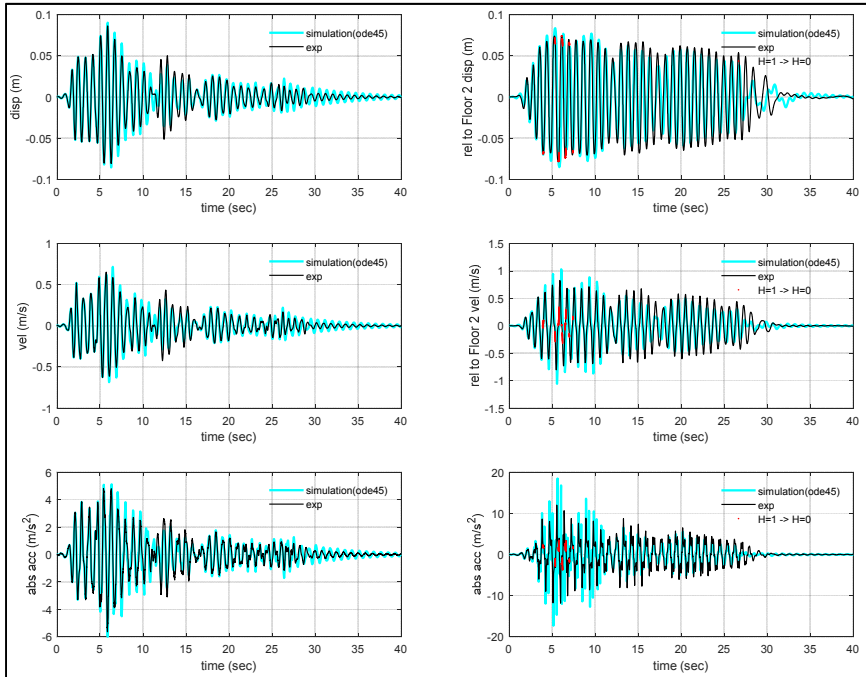 0.1
0.05
0
-0.05
-0.1
disp (m)
simulation(ode45)
exp
0 5 10 15 20 25 30 35 40
time (sec)
0.1
0.05
0
-0.05
-0.1
rel to Floor 2 disp (m)
simulation(ode45)
exp
H=1 -> H=0
0 5 10 15 20 25 30 35 40
time (sec)
1
0.5
0
-0.5
-1
vel (m/s)
simulation(ode45)
exp
0 5 10 15 20 25 30 35 40
time (sec)
1.5
1
0.5
0
-0.5
-1
-1.5
rel to Floor 2 vel (m/s)
simulation(ode45)
exp
H=1 -> H=0
0 5 10 15 20 25 30 35 40
time (sec)
6
4
2
0
-2
-4
-6
abs acc (m/s²)
simulation(ode45)
exp
0 5 10 15 20 25 30 35 40
time (sec)
20
10
0
-10
-20
abs acc (m/s²)
simulation(ode45)
exp
H=1 -> H=0
0 5 10 15 20 25 30 35 40
time (sec)